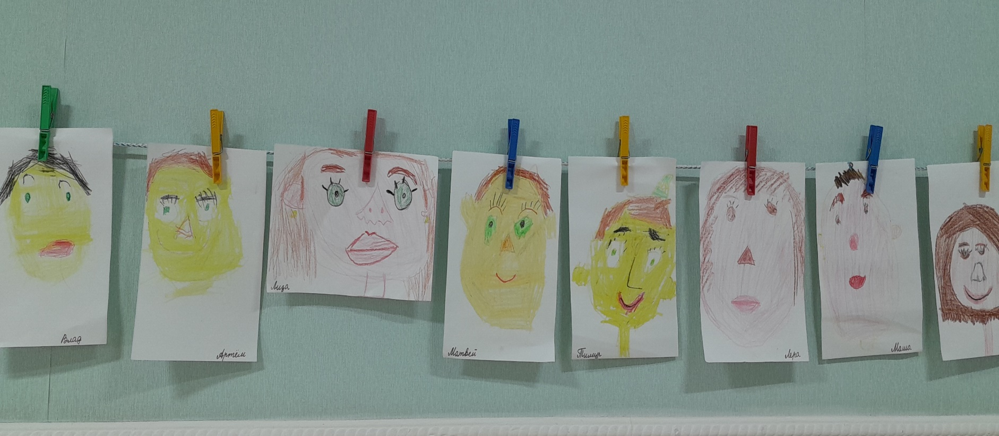 Влад
Артём
Лиза
Матвей
Тимур
Лера
Маша